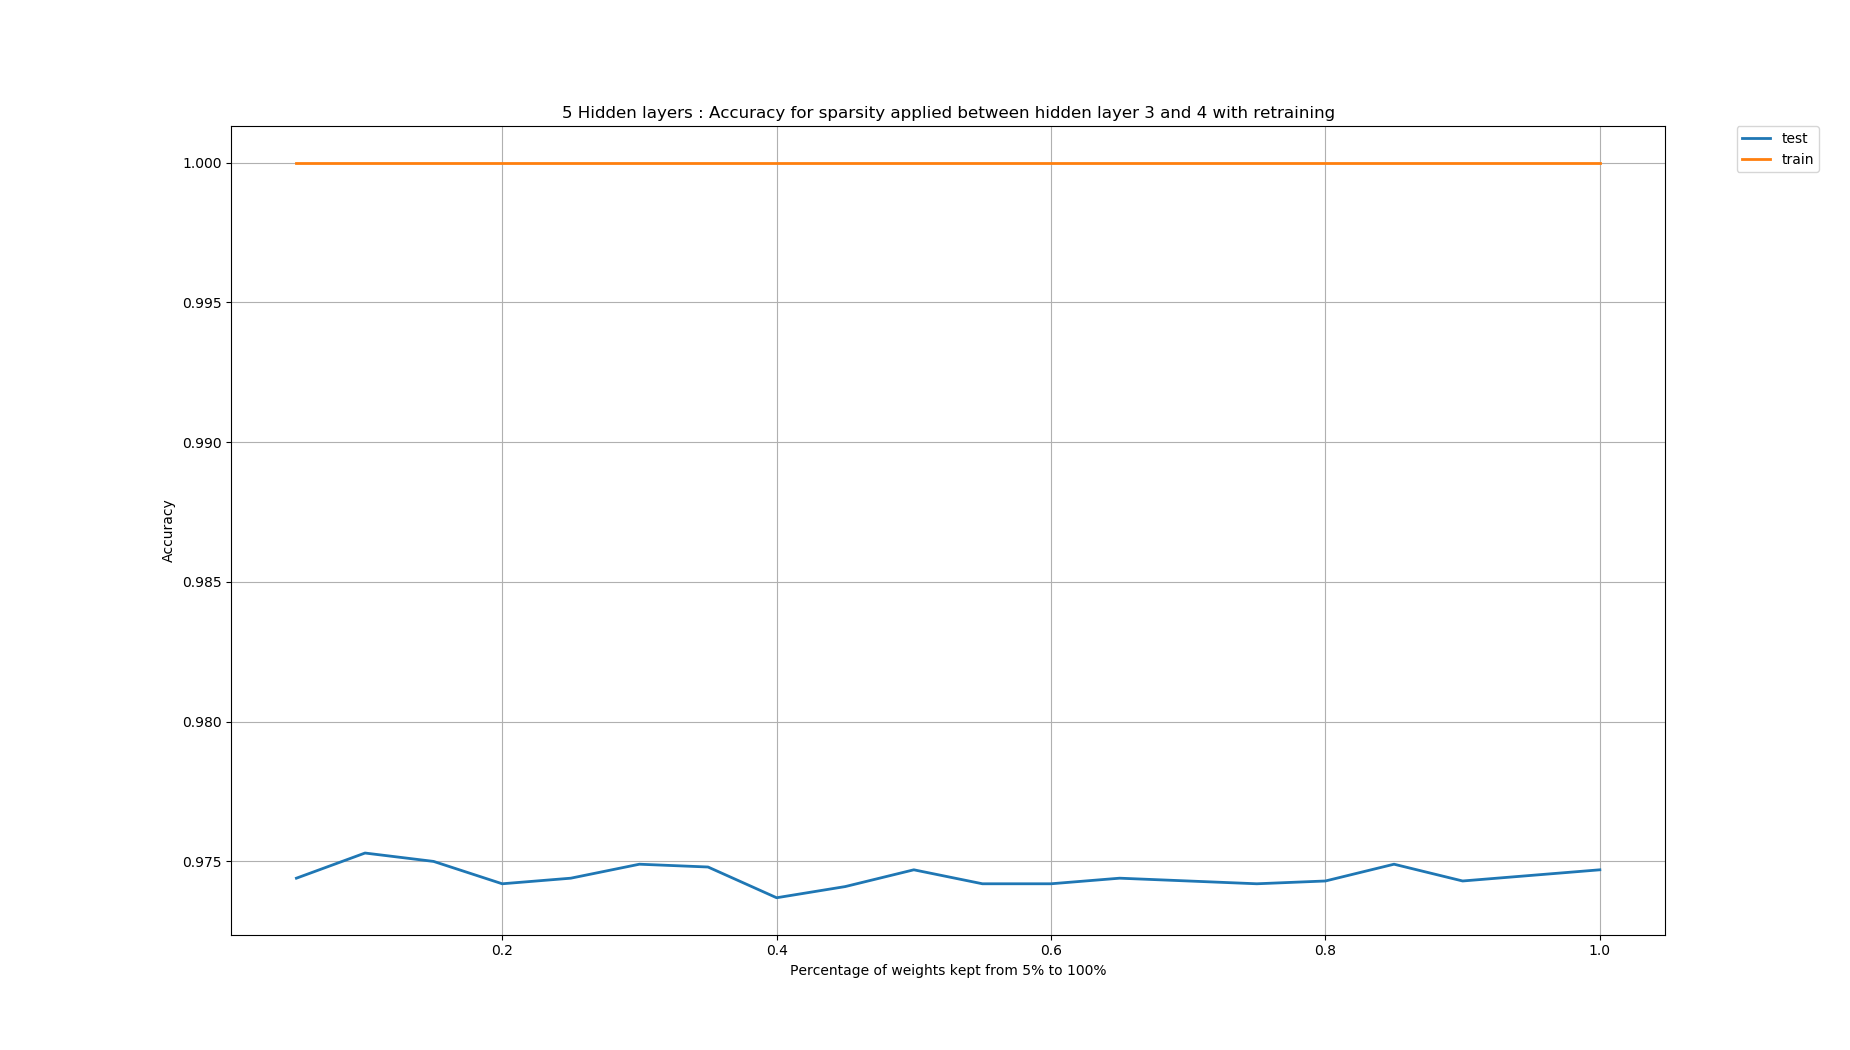 5 Hidden layers : Accuracy for sparsity applied between hidden layer 3 and 4 with retraining
test
train
1.000
0.995
0.990
0.985
0.980
0.975
Accuracy
0.2
0.4
0.6
0.8
1.0
Percentage of weights kept from 5% to 100%